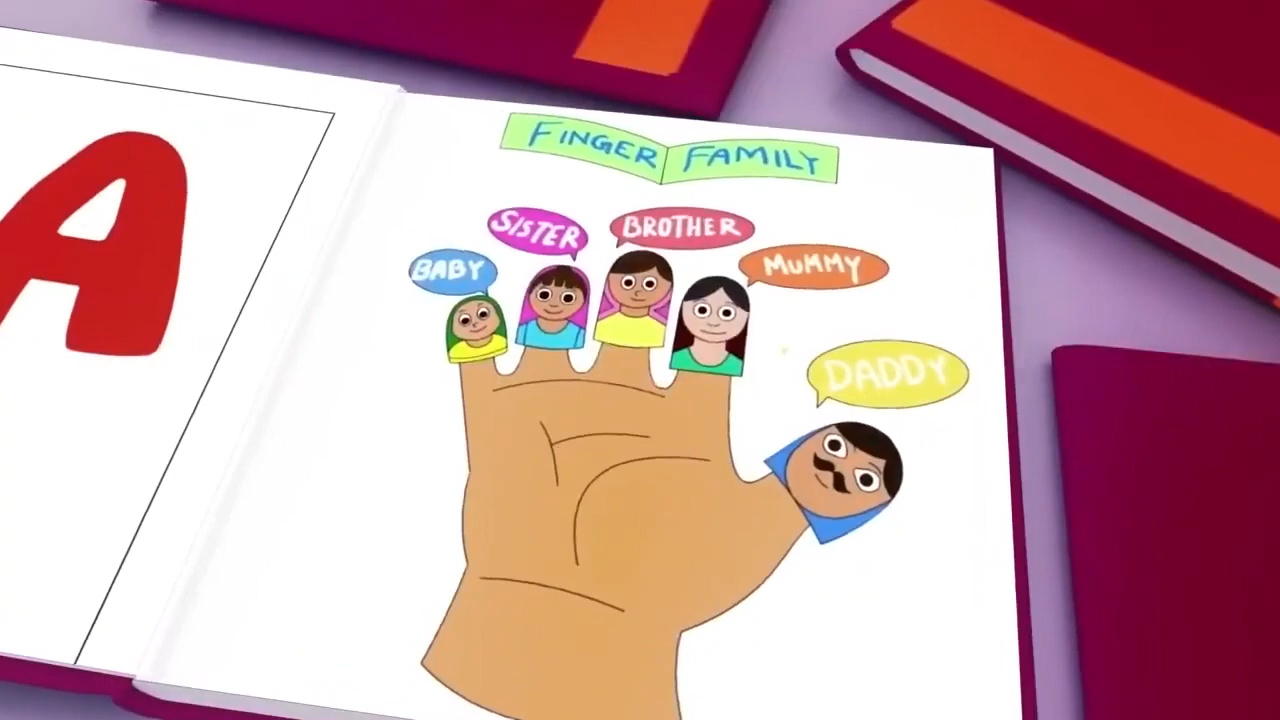 A
FINGER FAMILY
SISTER
BROTHER
BABY
MUMMY
DADDY